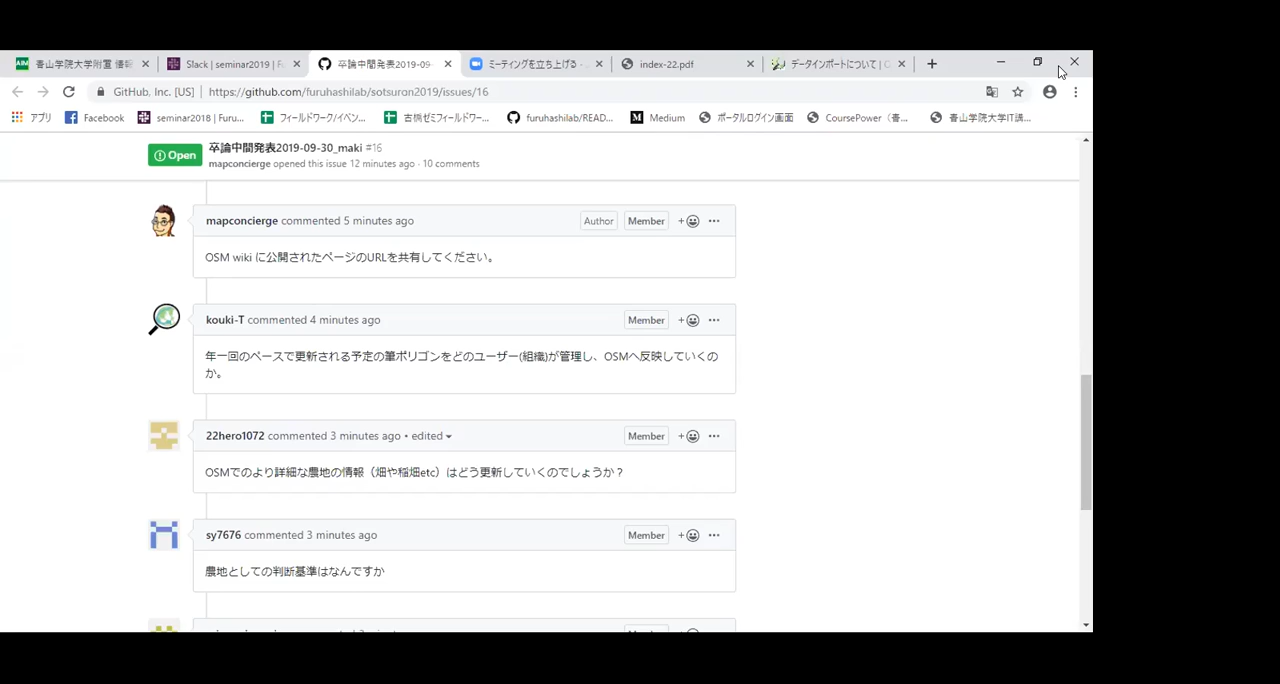 青山学院大学附置 情報
Slack | seminar2019 | Fu
卒論中間発表2019-09-
ミーティングを立ち上げる -
index-22.pdf
データインポートについて | O
GitHub, Inc. [US] | https://github.com/furuhashilab/sotsuron2019/issues/16
アプリ
Facebook
seminar2018 | Furu...
フィールドワーク/イベン...
古橋ゼミフィールドワー...
furuhashilab/READ...
Medium
ポータルログイン画面
CoursePower（青...
青山学院大学IT講...
Open
卒論中間発表2019-09-30_maki #16
mapconcierge opened this issue 12 minutes ago · 10 comments
mapconcierge commented 5 minutes ago
Author
Member
OSM wiki に公開されたページのURLを共有してください。
kouki-T commented 4 minutes ago
Member
年一回のペースで更新される予定の筆ポリゴンをどのユーザー(組織)が管理し、OSMへ反映していくの
か。
22hero1072 commented 3 minutes ago • edited
Member
OSMでのより詳細な農地の情報（畑や稲畑etc）はどう更新していくのでしょうか？
sy7676 commented 3 minutes ago
Member
農地としての判断基準はなんですか